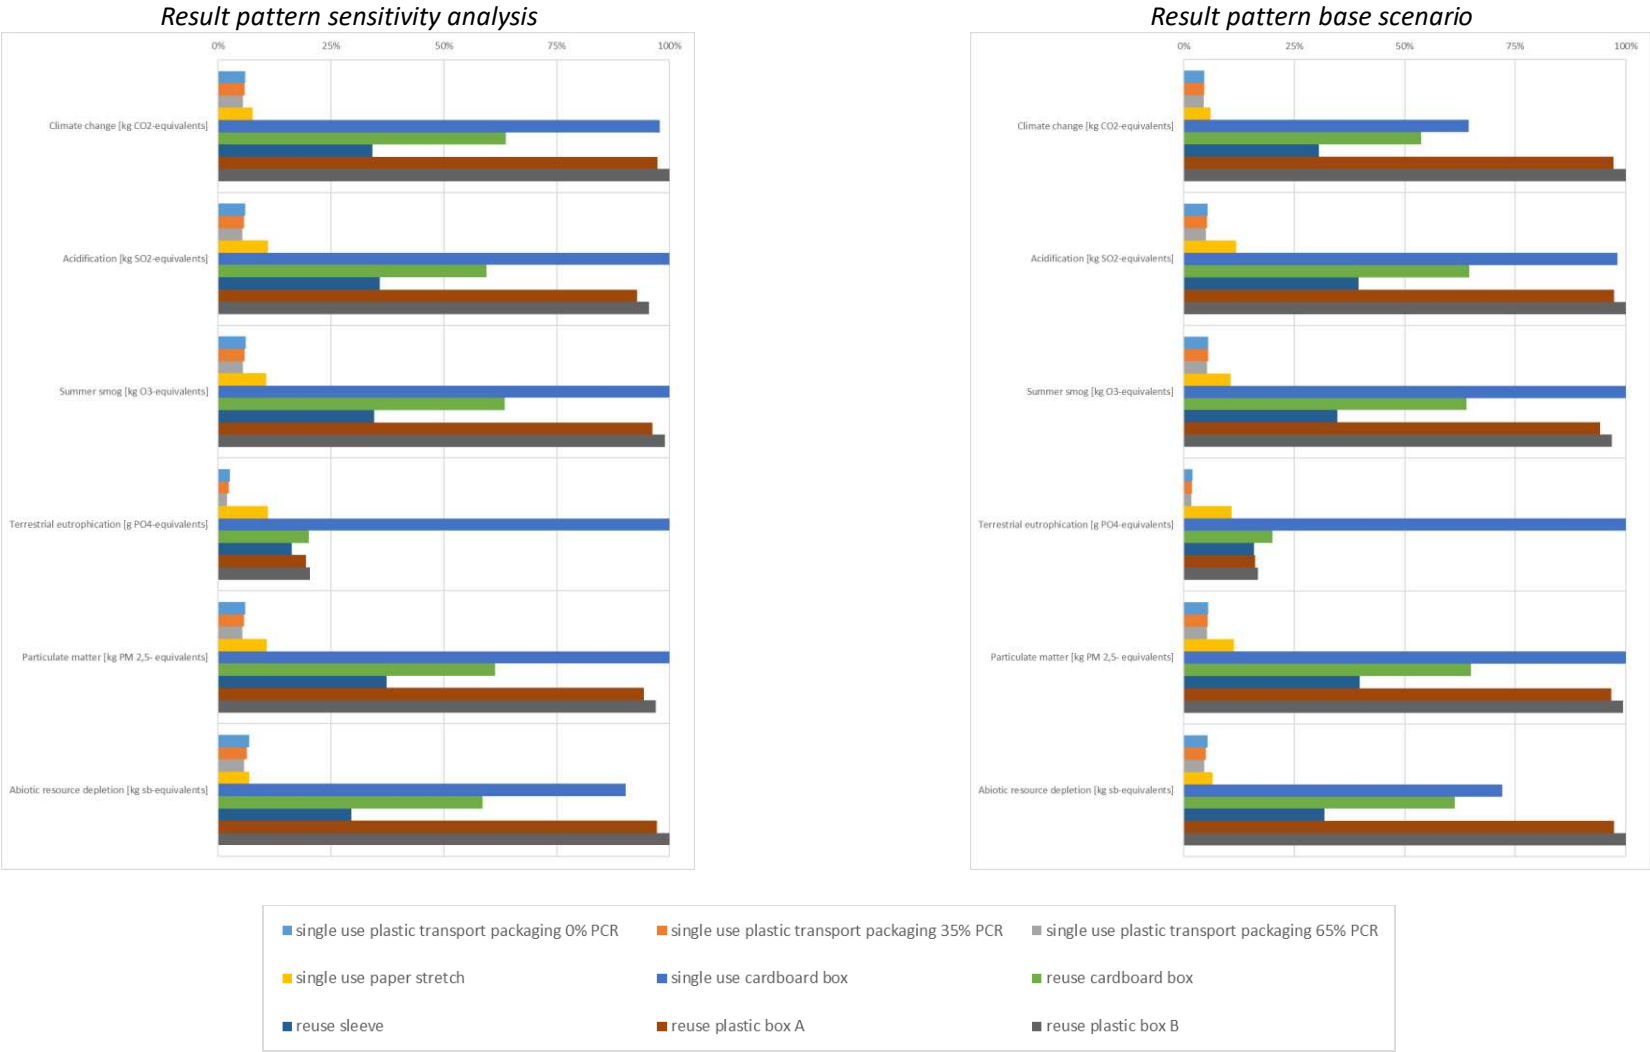 Result pattern sensitivity analysis
0% 25% 50% 75% 100%
Climate change [kg CO2-equivalents]
Acidification [kg SO2-equivalents]
Summer smog [kg O3-equivalents]
Terrestrial eutrophication [g PO4-equivalents]
Particulate matter [kg PM 2,5- equivalents]
Abiotic resource depletion [kg sb-equivalents]
Result pattern base scenario
0% 25% 50% 75% 100%
Climate change [kg CO2-equivalents]
Acidification [kg SO2-equivalents]
Summer smog [kg O3-equivalents]
Terrestrial eutrophication [g PO4-equivalents]
Particulate matter [kg PM 2,5- equivalents]
Abiotic resource depletion [kg sb-equivalents]
single use plastic transport packaging 0% PCR
single use plastic transport packaging 35% PCR
single use plastic transport packaging 65% PCR
single use paper stretch
single use cardboard box
reuse cardboard box
reuse sleeve
reuse plastic box A
reuse plastic box B